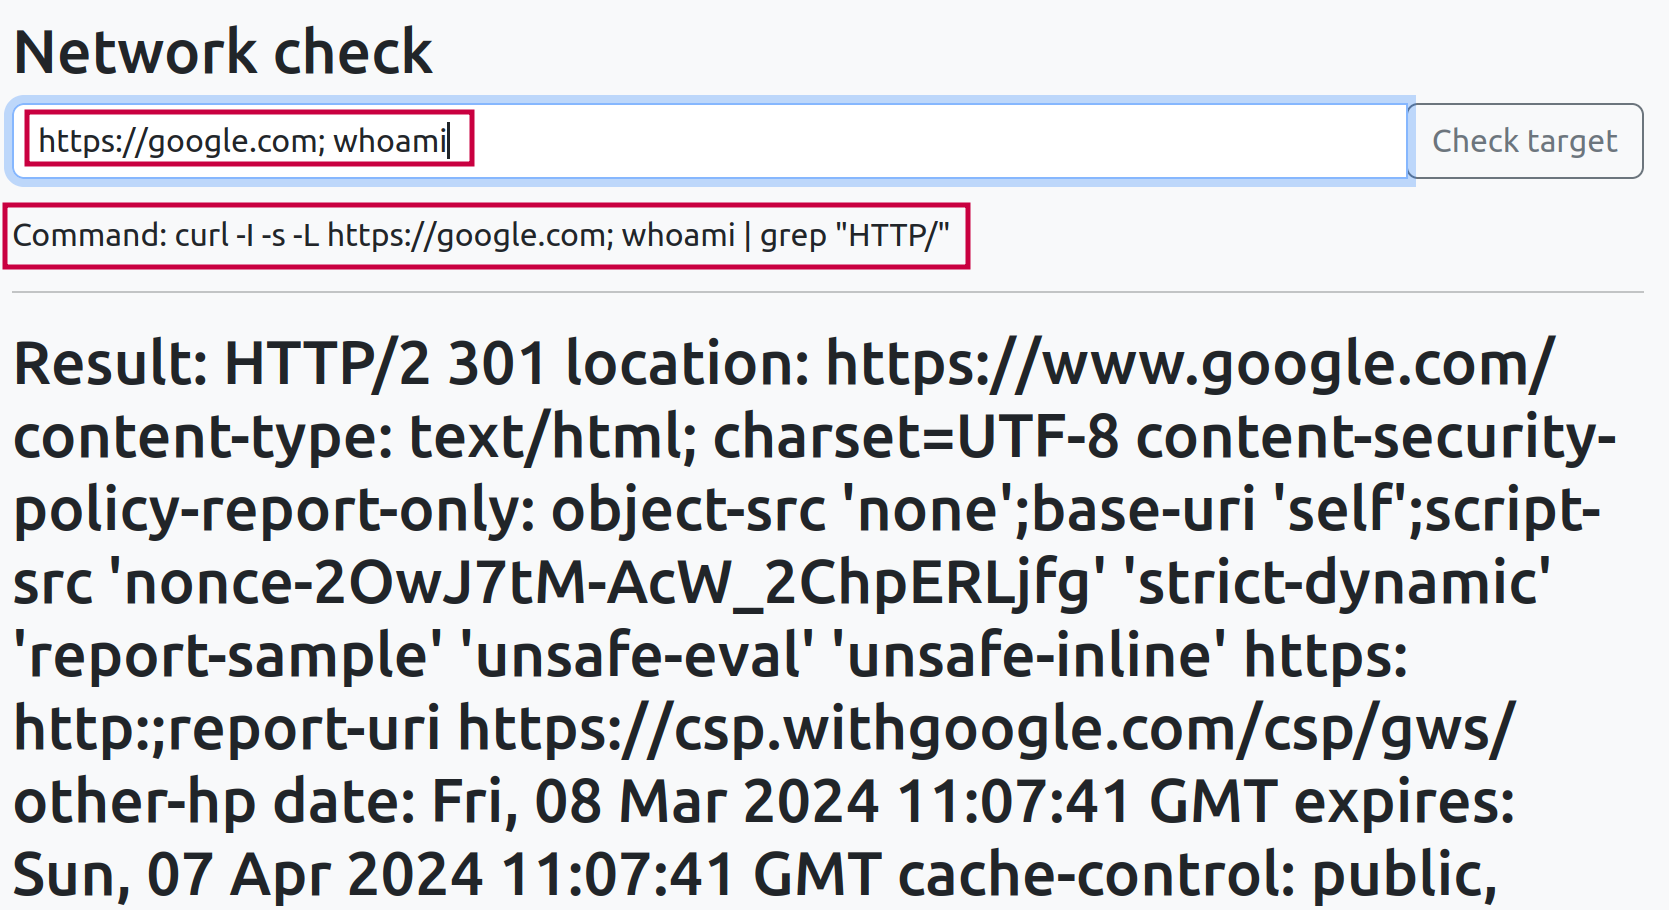 Network check
https://google.com; whoami
Check target
Command: curl -I -s -L https://google.com; whoami | grep "HTTP/"
Result: HTTP/2 301 location: https://www.google.com/
content-type: text/html; charset=UTF-8 content-security-
policy-report-only: object-src 'none';base-uri 'self';script-
src 'nonce-2OwJ7tM-AcW_2ChpERLjfg' 'strict-dynamic'
'report-sample' 'unsafe-eval' 'unsafe-inline' https:
http:;report-uri https://csp.withgoogle.com/csp/gws/
other-hp date: Fri, 08 Mar 2024 11:07:41 GMT expires:
Sun, 07 Apr 2024 11:07:41 GMT cache-control: public,